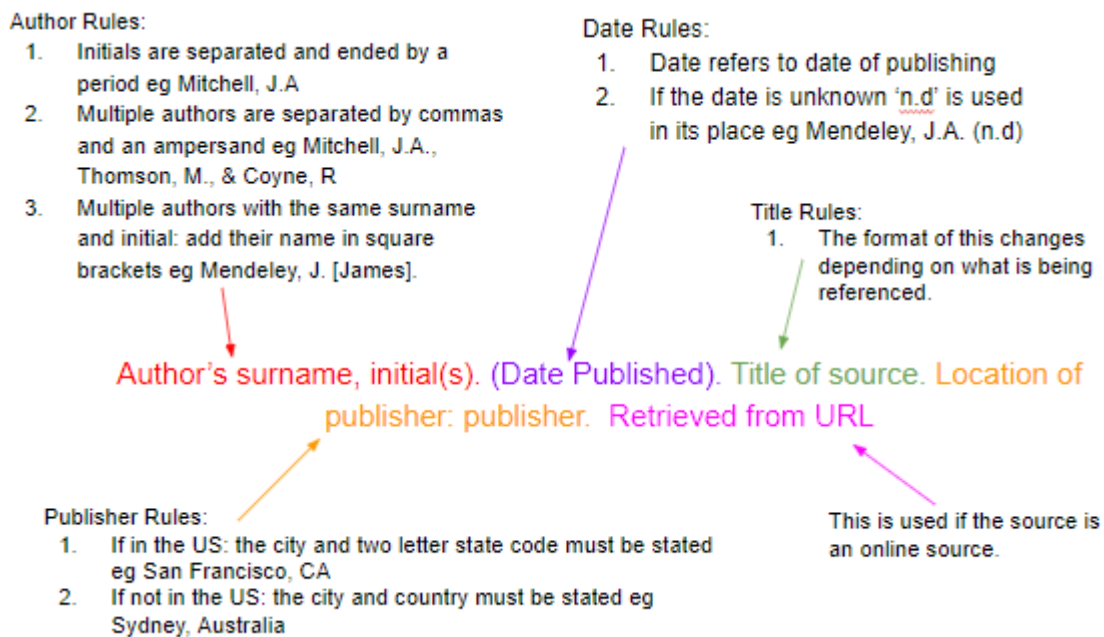 Author Rules:
1. Initials are separated and ended by a
period eg Mitchell, J.A
2. Multiple authors are separated by commas
and an ampersand eg Mitchell, J.A.,
Thomson, M., & Coyne, R
3. Multiple authors with the same surname
and initial: add their name in square
brackets eg Mendeley, J. [James].
Date Rules:
1. Date refers to date of publishing
2. If the date is unknown ‘n.d’ is used
in its place eg Mendeley, J.A. (n.d)
Title Rules:
1. The format of this changes
depending on what is being
referenced.
Author’s surname, initial(s). (Date Published). Title of source. Location of
publisher: publisher. Retrieved from URL
Publisher Rules:
1. If in the US: the city and two letter state code must be stated
eg San Francisco, CA
2. If not in the US: the city and country must be stated eg
Sydney, Australia
This is used if the source is
an online source.